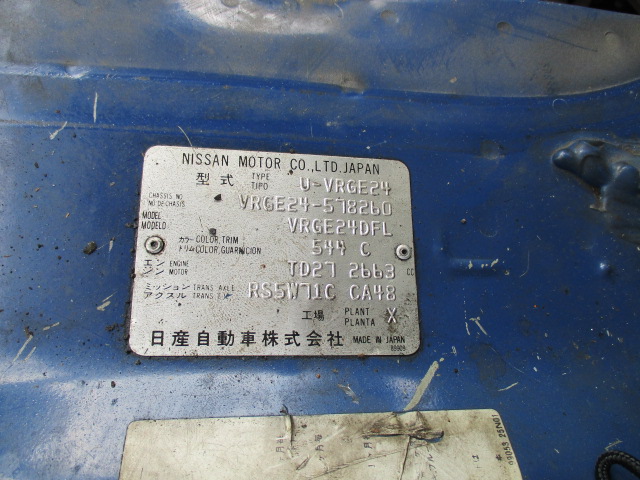 NISSAN MOTOR CO.,LTD.JAPAN
型式 TYPE TIPO U-VRGE24
CHASSIS NO. NO.DE CHASIS VRGE24-578260
MODEL MODELO VRGE24DFL
カラー COLOR,TRIM トリム COLOR,GUARNICION 544 C
エンジン ENGINE MOTOR TD27 2663 CC
ミッション TRANS. AXLE アクスル RS5W71C CA48
工場 PLANT PLANTA X
日産自動車株式会社 MADE IN JAPAN
25N01